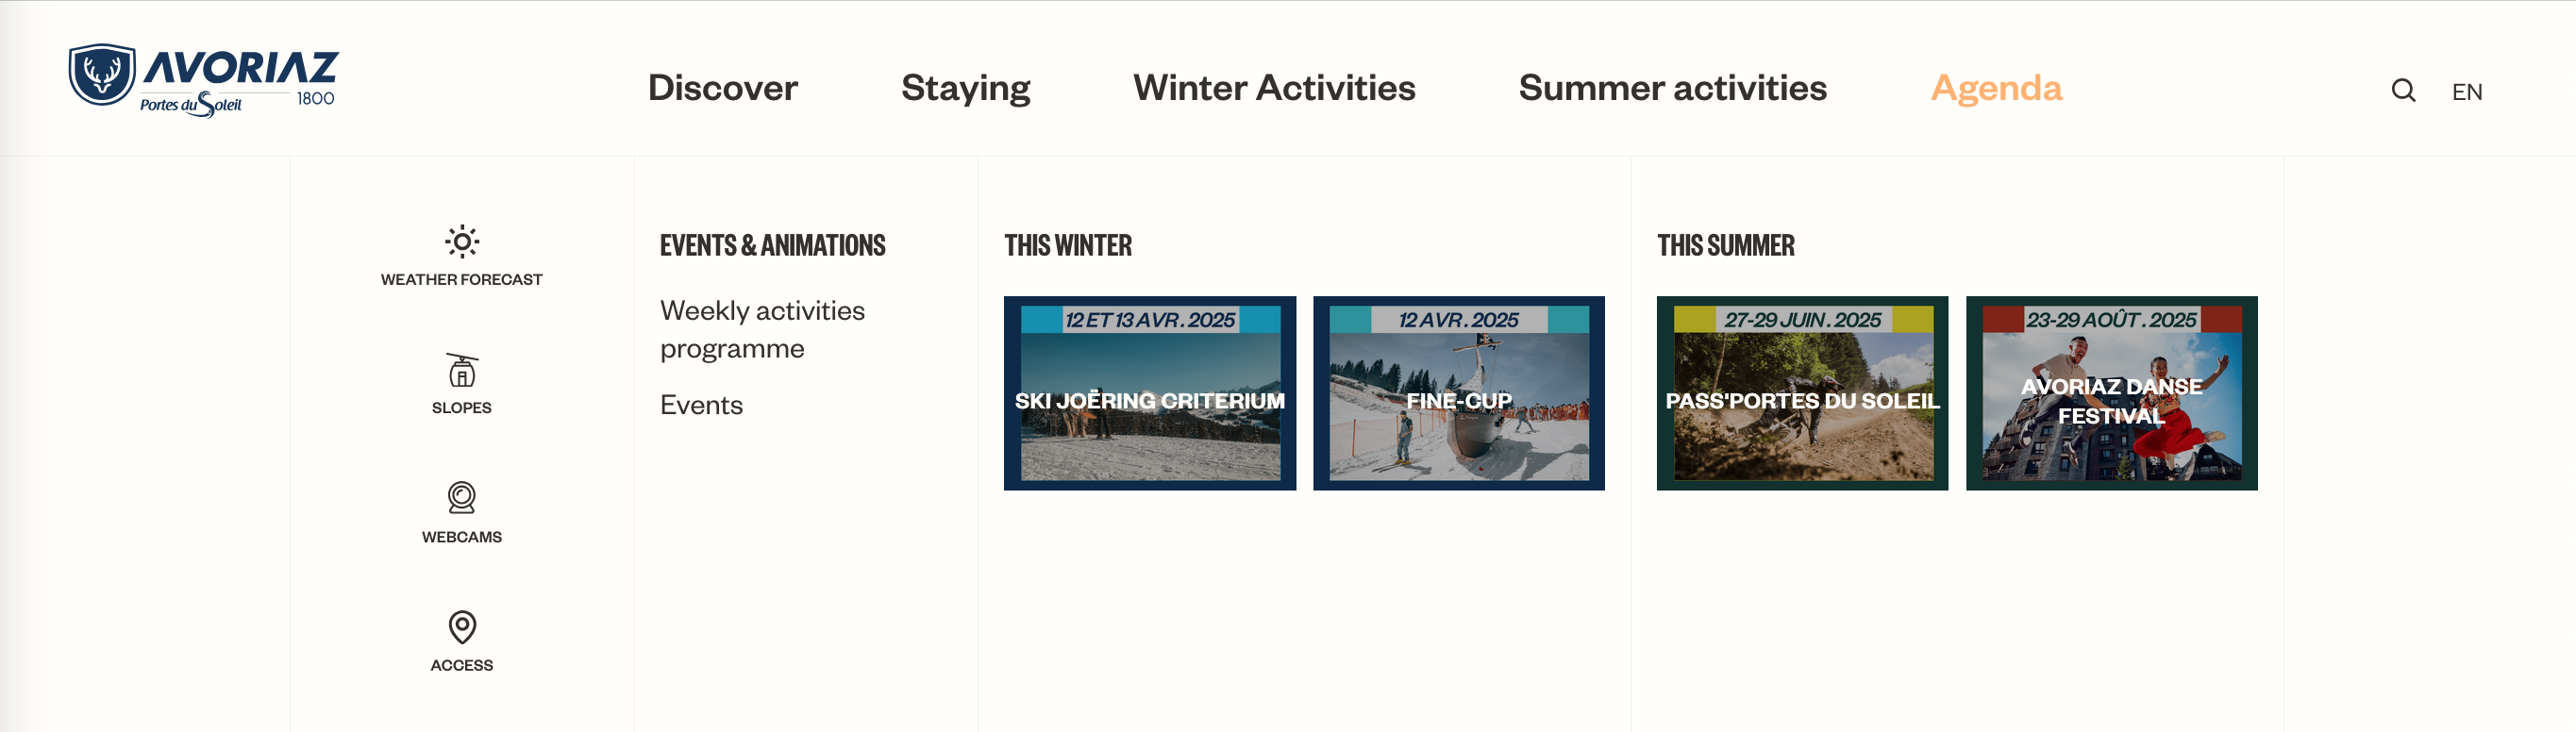 AVORIAZ
Portes du Soleil 1800
Discover
Staying
Winter Activities
Summer activities
Agenda
EN
WEATHER FORECAST
SLOPES
WEBCAMS
ACCESS
EVENTS & ANIMATIONS
Weekly activities
programme
Events
THIS WINTER
12 ET 13 AVR. 2025
SKI JOËRING CRITERIUM
12 AVR. 2025
FINE-CUP
THIS SUMMER
27-29 JUIN. 2025
PASS'PORTES DU SOLEIL
23-29 AOÛT. 2025
AVORIAZ DANSE
FESTIVAL